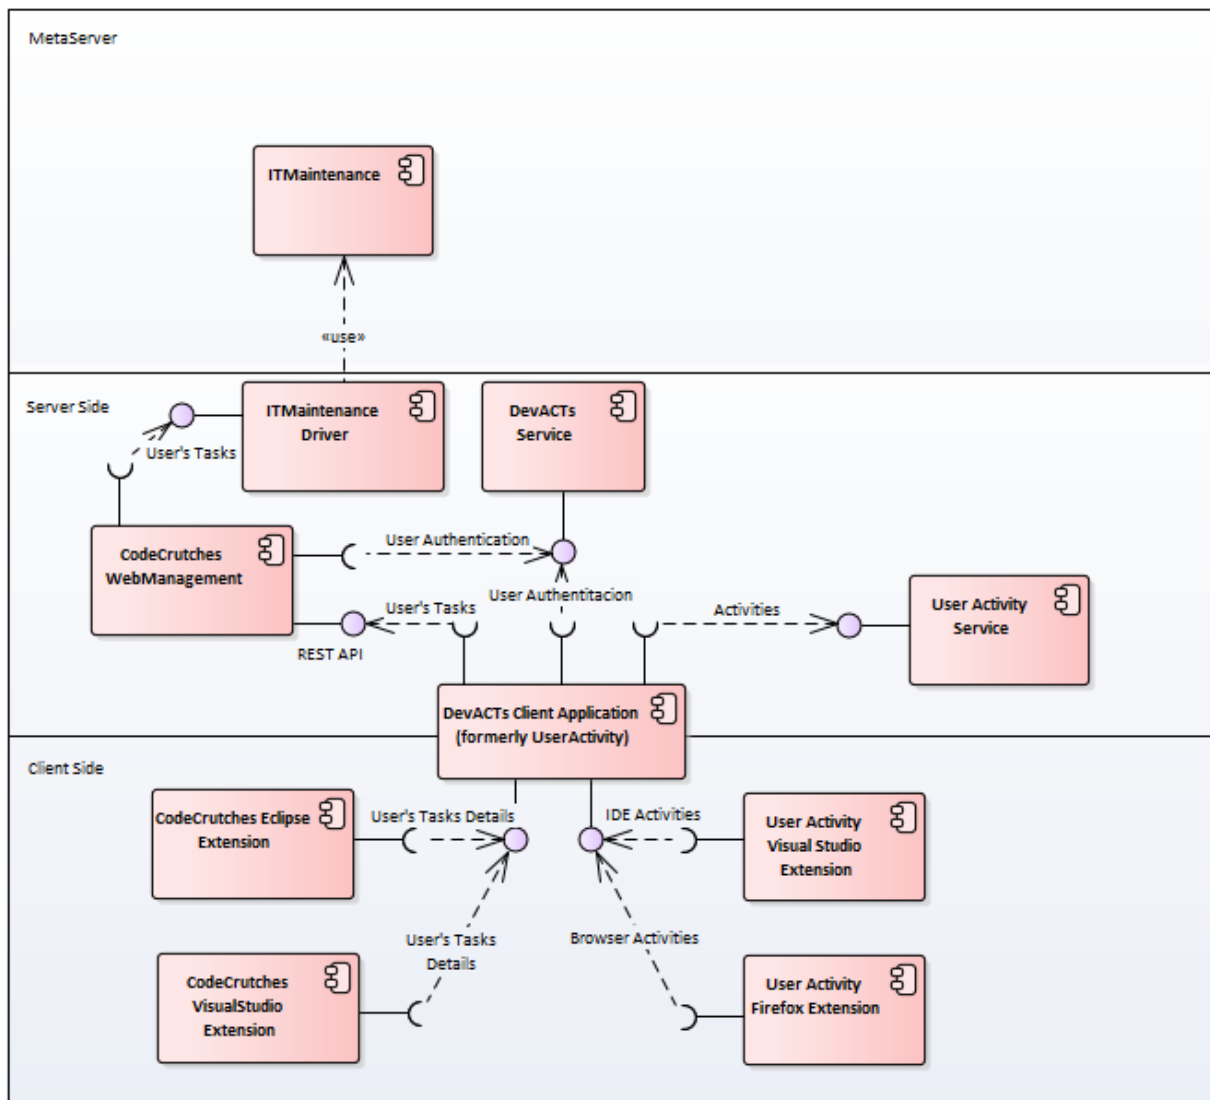 MetaServer
ITMaintenance
«use»
Server Side
ITMaintenance
Driver
DevACTs
Service
User's Tasks
CodeCrutches
WebManagement
User Authentication
User Authentitacion
User's Tasks
Activities
User Activity
Service
REST API
DevACTs Client Application
(formerly UserActivity)
Client Side
CodeCrutches Eclipse
Extension
User's Tasks Details
IDE Activities
User Activity
Visual Studio
Extension
User's Tasks
Details
Browser Activities
CodeCrutches
VisualStudio
Extension
User Activity
Firefox Extension